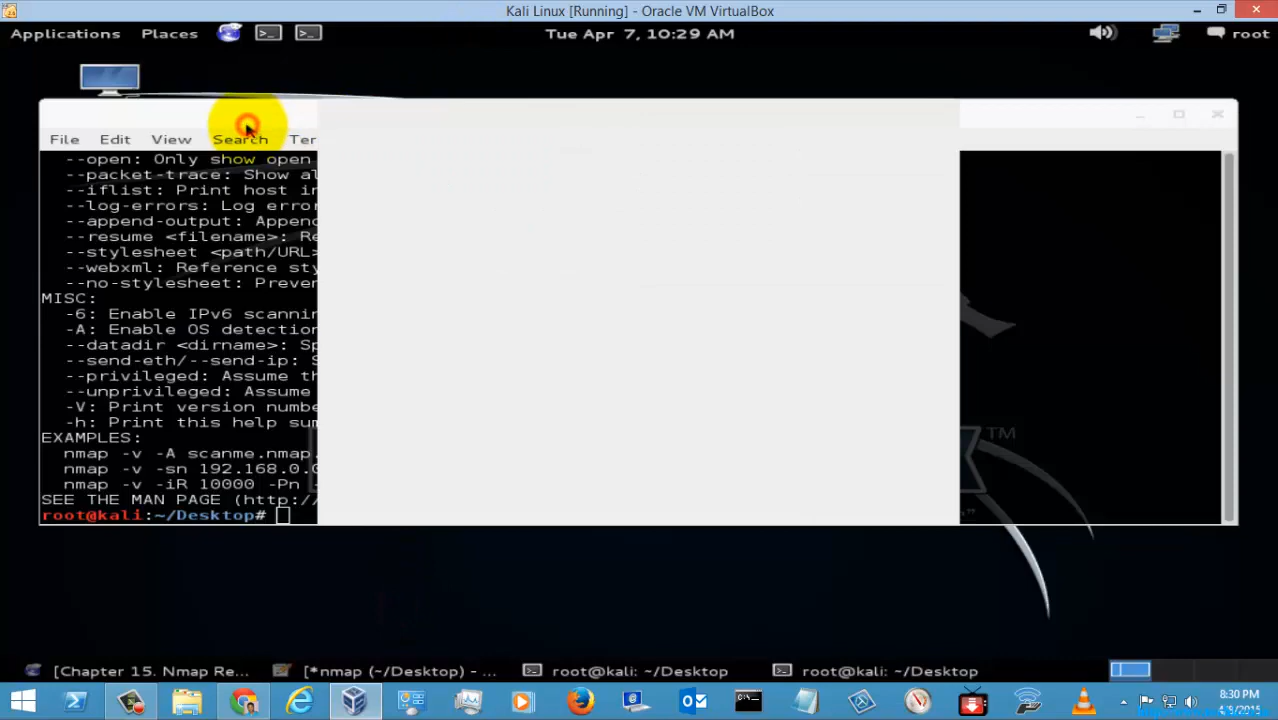 Kali Linux [Running] - Oracle VM VirtualBox
Applications Places Tue Apr 7, 10:29 AM root
File Edit View Search Ter
--open: Only show open
--packet-trace: Show al
--iflist: Print host in
--log-errors: Log error
--append-output: Appen
--resume <filename>: Re
--stylesheet <path/URL>
--webxml: Reference sty
--no-stylesheet: Preven
MISC:
-6: Enable IPv6 scannin
-A: Enable OS detection
--datadir <dirname>: Sp
--send-eth/--send-ip: S
--privileged: Assume th
--unprivileged: Assume
-V: Print version numbe
-h: Print this help sum
EXAMPLES:
nmap -v -A scanme.nmap.
nmap -v -sn 192.168.0.0
nmap -v -iR 10000 -Pn -
SEE THE MAN PAGE (http:/
root@kali:~/Desktop#
TM
[Chapter 15. Nmap Re... [*nmap (~/Desktop) - ... root@kali: ~/Desktop root@kali: ~/Desktop
8:30 PM